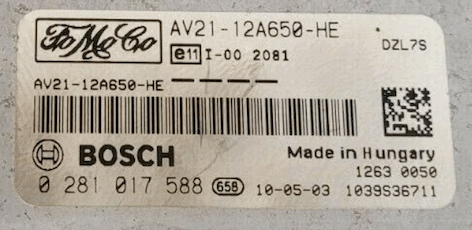 FoMoCo AV21-12A650-HE
e11 I-00 2081 DZL7S
AV21-12A650-HE
BOSCH Made in Hungary
1263 0050
0 281 017 588 658 10-05-03 1039S36711